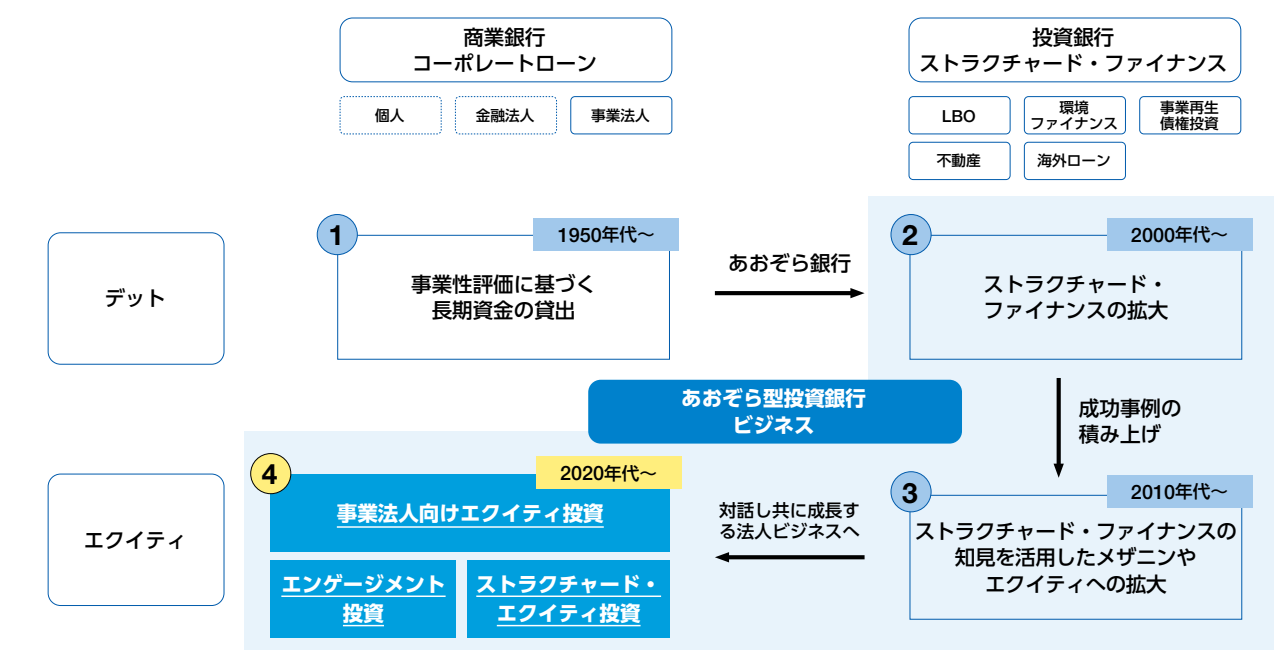 商業銀行
コーポレートローン
投資銀行
ストラクチャード・ファイナンス
個人
金融法人
事業法人
LBO
環境
ファイナンス
事業再生
債権投資
不動産
海外ローン
デット
1
1950年代～
事業性評価に基づく
長期資金の貸出
あおぞら銀行
2
2000年代～
ストラクチャード・
ファイナンスの拡大
あおぞら型投資銀行
ビジネス
成功事例の
積み上げ
エクイティ
4
2020年代～
事業法人向けエクイティ投資
エンゲージメント
投資
ストラクチャード・
エクイティ投資
対話し共に成長す
る法人ビジネスへ
3
2010年代～
ストラクチャード・ファイナンスの
知見を活用したメザニンや
エクイティへの拡大